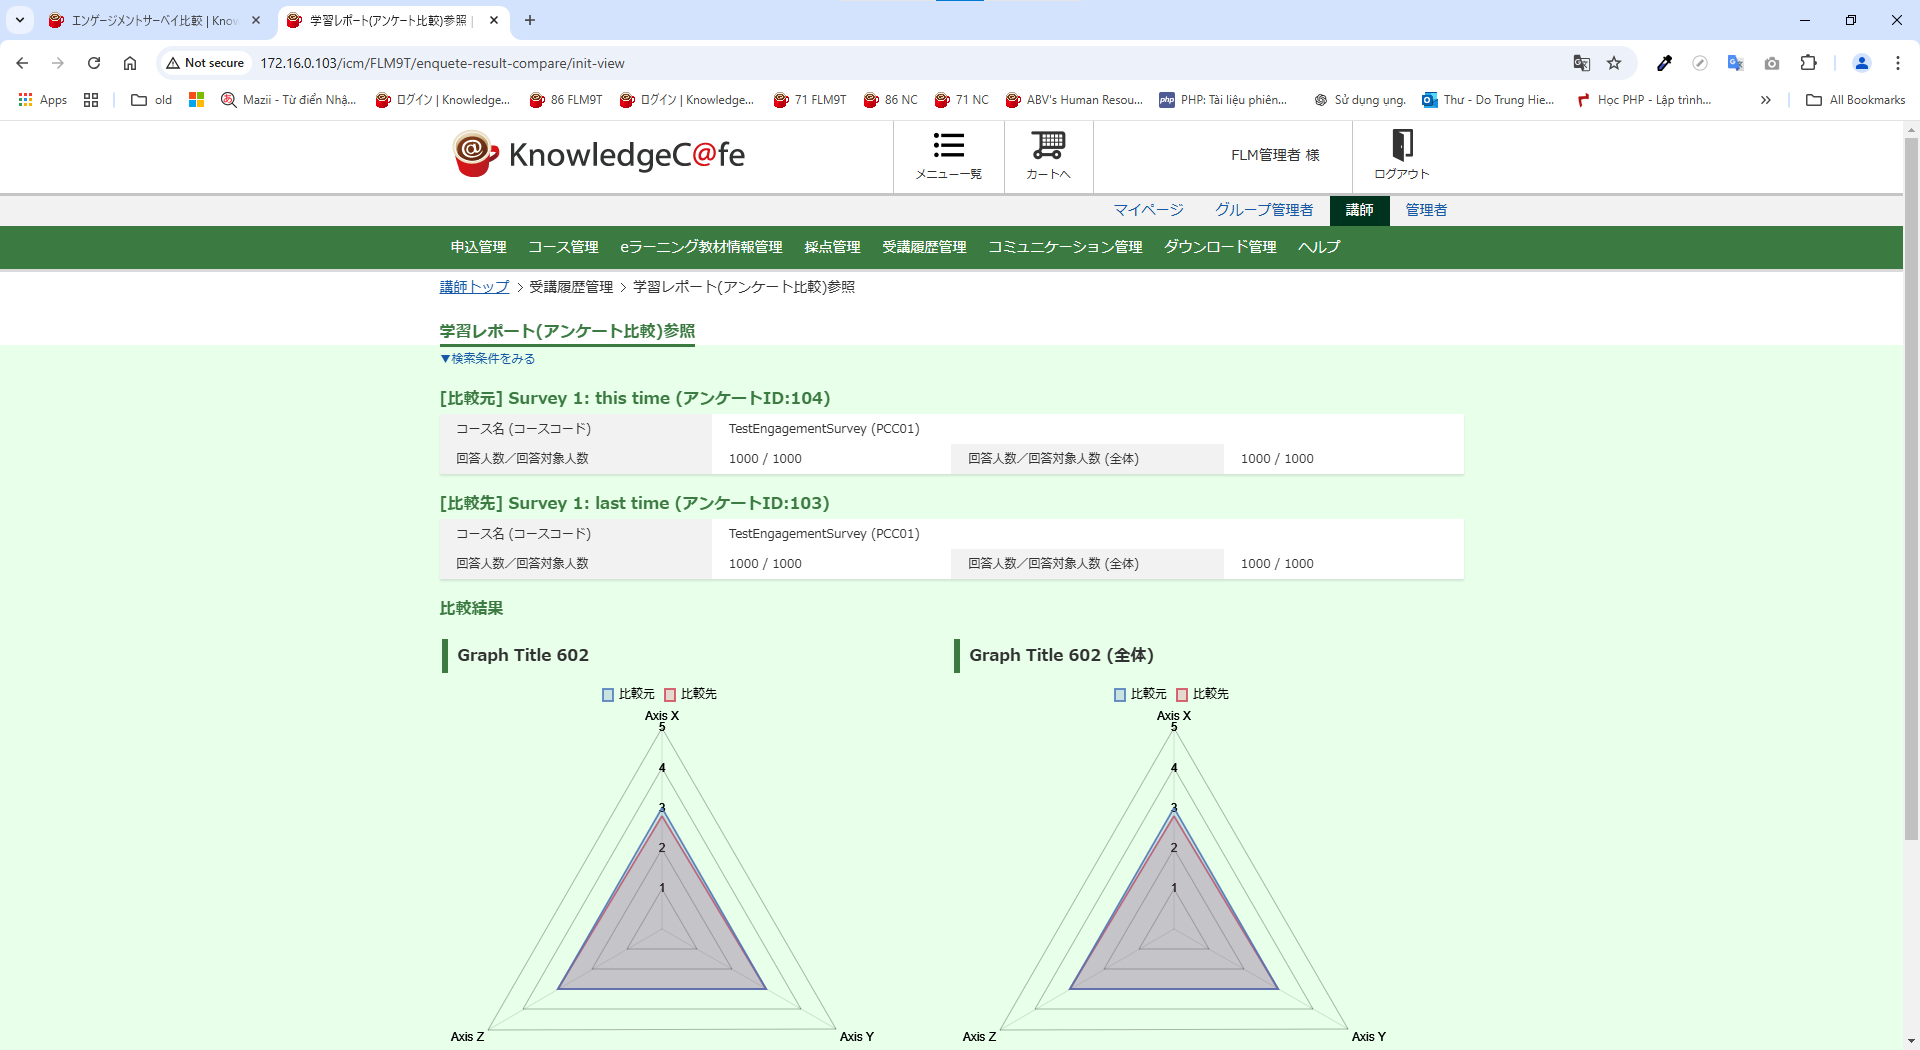 エンゲージメントサーベイ比較 | Know
学習レポート(アンケート比較)参照 |
Not secure
172.16.0.103/icm/FLM9T/enquete-result-compare/init-view
Apps
old
Mazii - Từ điển Nhậ...
ログイン | Knowledge...
86 FLM9T
ログイン | Knowledge...
71 FLM9T
86 NC
71 NC
ABV's Human Resou...
php PHP: Tài liệu phiên...
Sử dụng ụng.
Thư - Do Trung Hie...
Học PHP - Lập trình...
All Bookmarks
KnowledgeC@fe
メニュー一覧
カートへ
FLM管理者 様
ログアウト
マイページ グループ管理者 講師 管理者
申込管理 コース管理 eラーニング教材情報管理 採点管理 受講履歴管理 コミュニケーション管理 ダウンロード管理 ヘルプ
講師トップ > 受講履歴管理 > 学習レポート(アンケート比較)参照
学習レポート(アンケート比較)参照
▼検索条件をみる
[比較元] Survey 1: this time (アンケートID:104)
コース名 (コースコード) TestEngagementSurvey (PCC01)
回答人数／回答対象人数 1000 / 1000 回答人数／回答対象人数 (全体) 1000 / 1000
[比較先] Survey 1: last time (アンケートID:103)
コース名 (コースコード) TestEngagementSurvey (PCC01)
回答人数／回答対象人数 1000 / 1000 回答人数／回答対象人数 (全体) 1000 / 1000
比較結果
Graph Title 602
比較元 比較先
Axis X
5
4
3
2
1
Axis Z
Axis Y
Graph Title 602 (全体)
比較元 比較先
Axis X
5
4
3
2
1
Axis Z
Axis Y